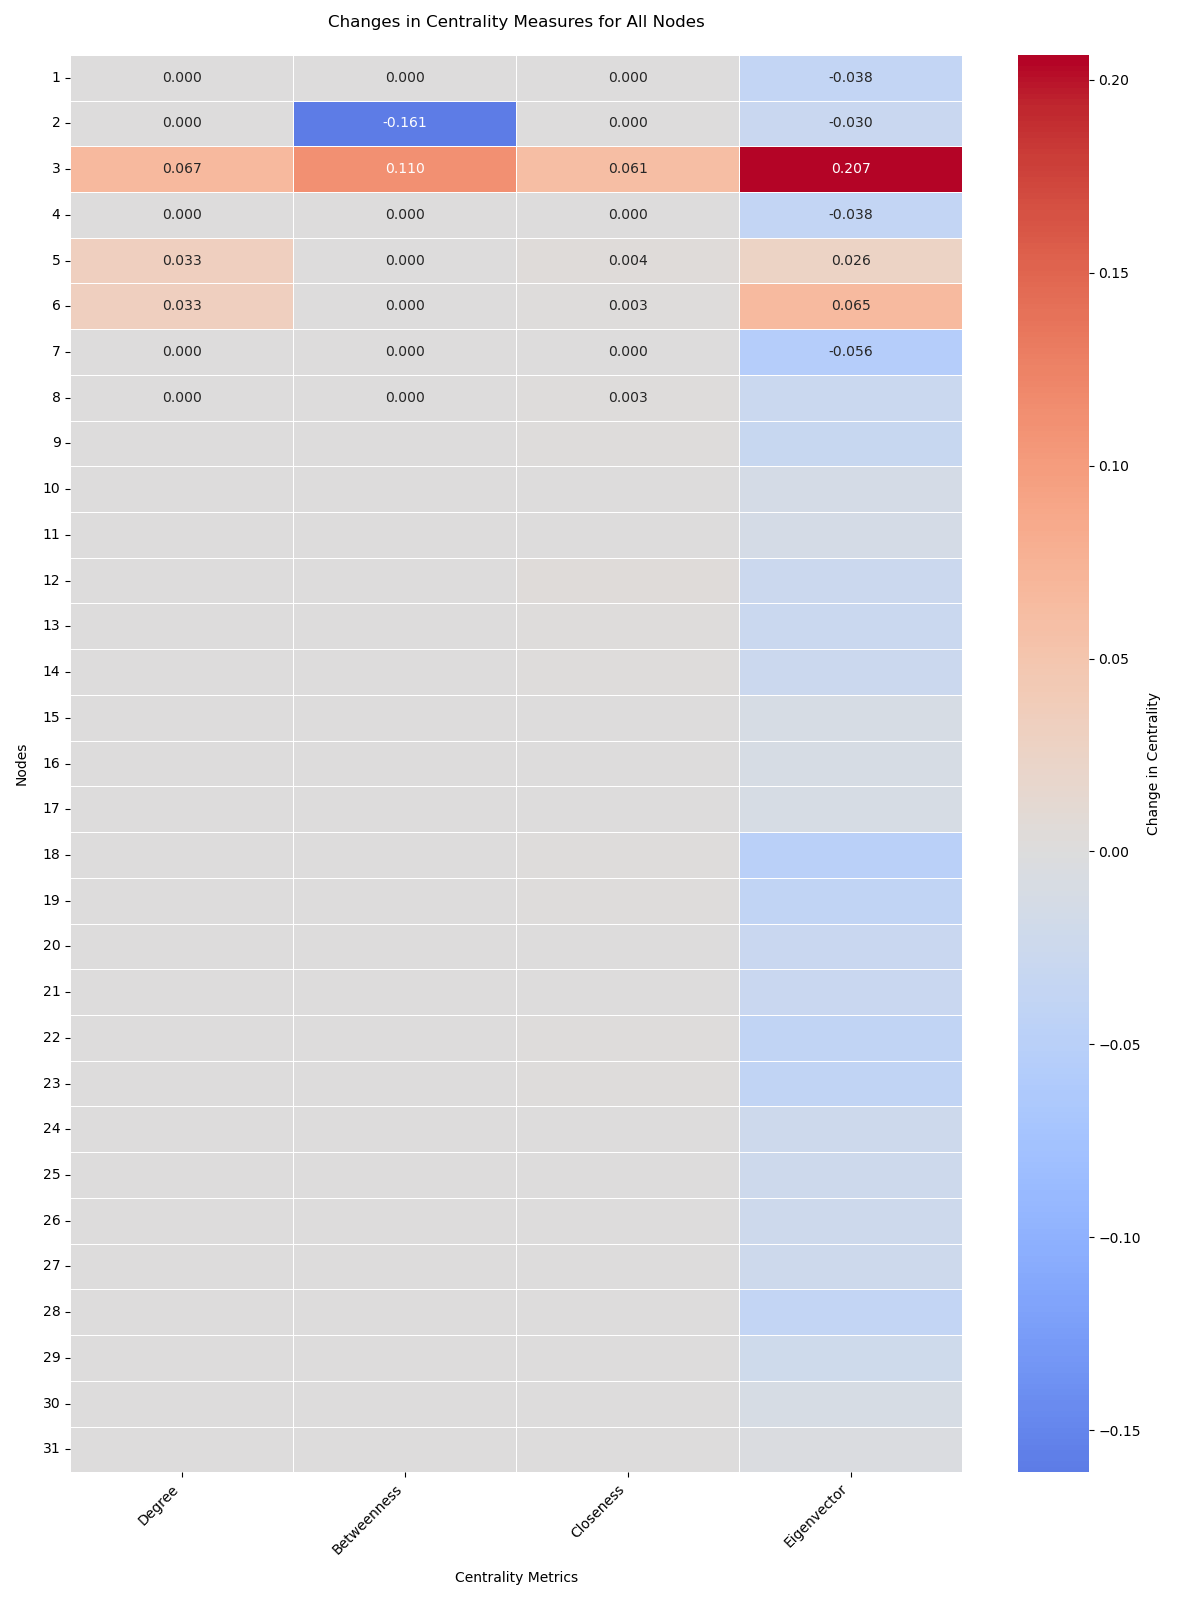 Changes in Centrality Measures for All Nodes
1 0.000 0.000 0.000 -0.038
2 0.000 -0.161 0.000 -0.030
3 0.067 0.110 0.061 0.207
4 0.000 0.000 0.000 -0.038
5 0.033 0.000 0.004 0.026
6 0.033 0.000 0.003 0.065
7 0.000 0.000 0.000 -0.056
8 0.000 0.000 0.003
9
10
11
12
13
14
15
16
17
18
19
20
21
22
23
24
25
26
27
28
29
30
31
Nodes
Degree
Betweenness
Closeness
Eigenvector
Centrality Metrics
0.20
0.15
0.10
0.05
0.00
−0.05
−0.10
−0.15
Change in Centrality